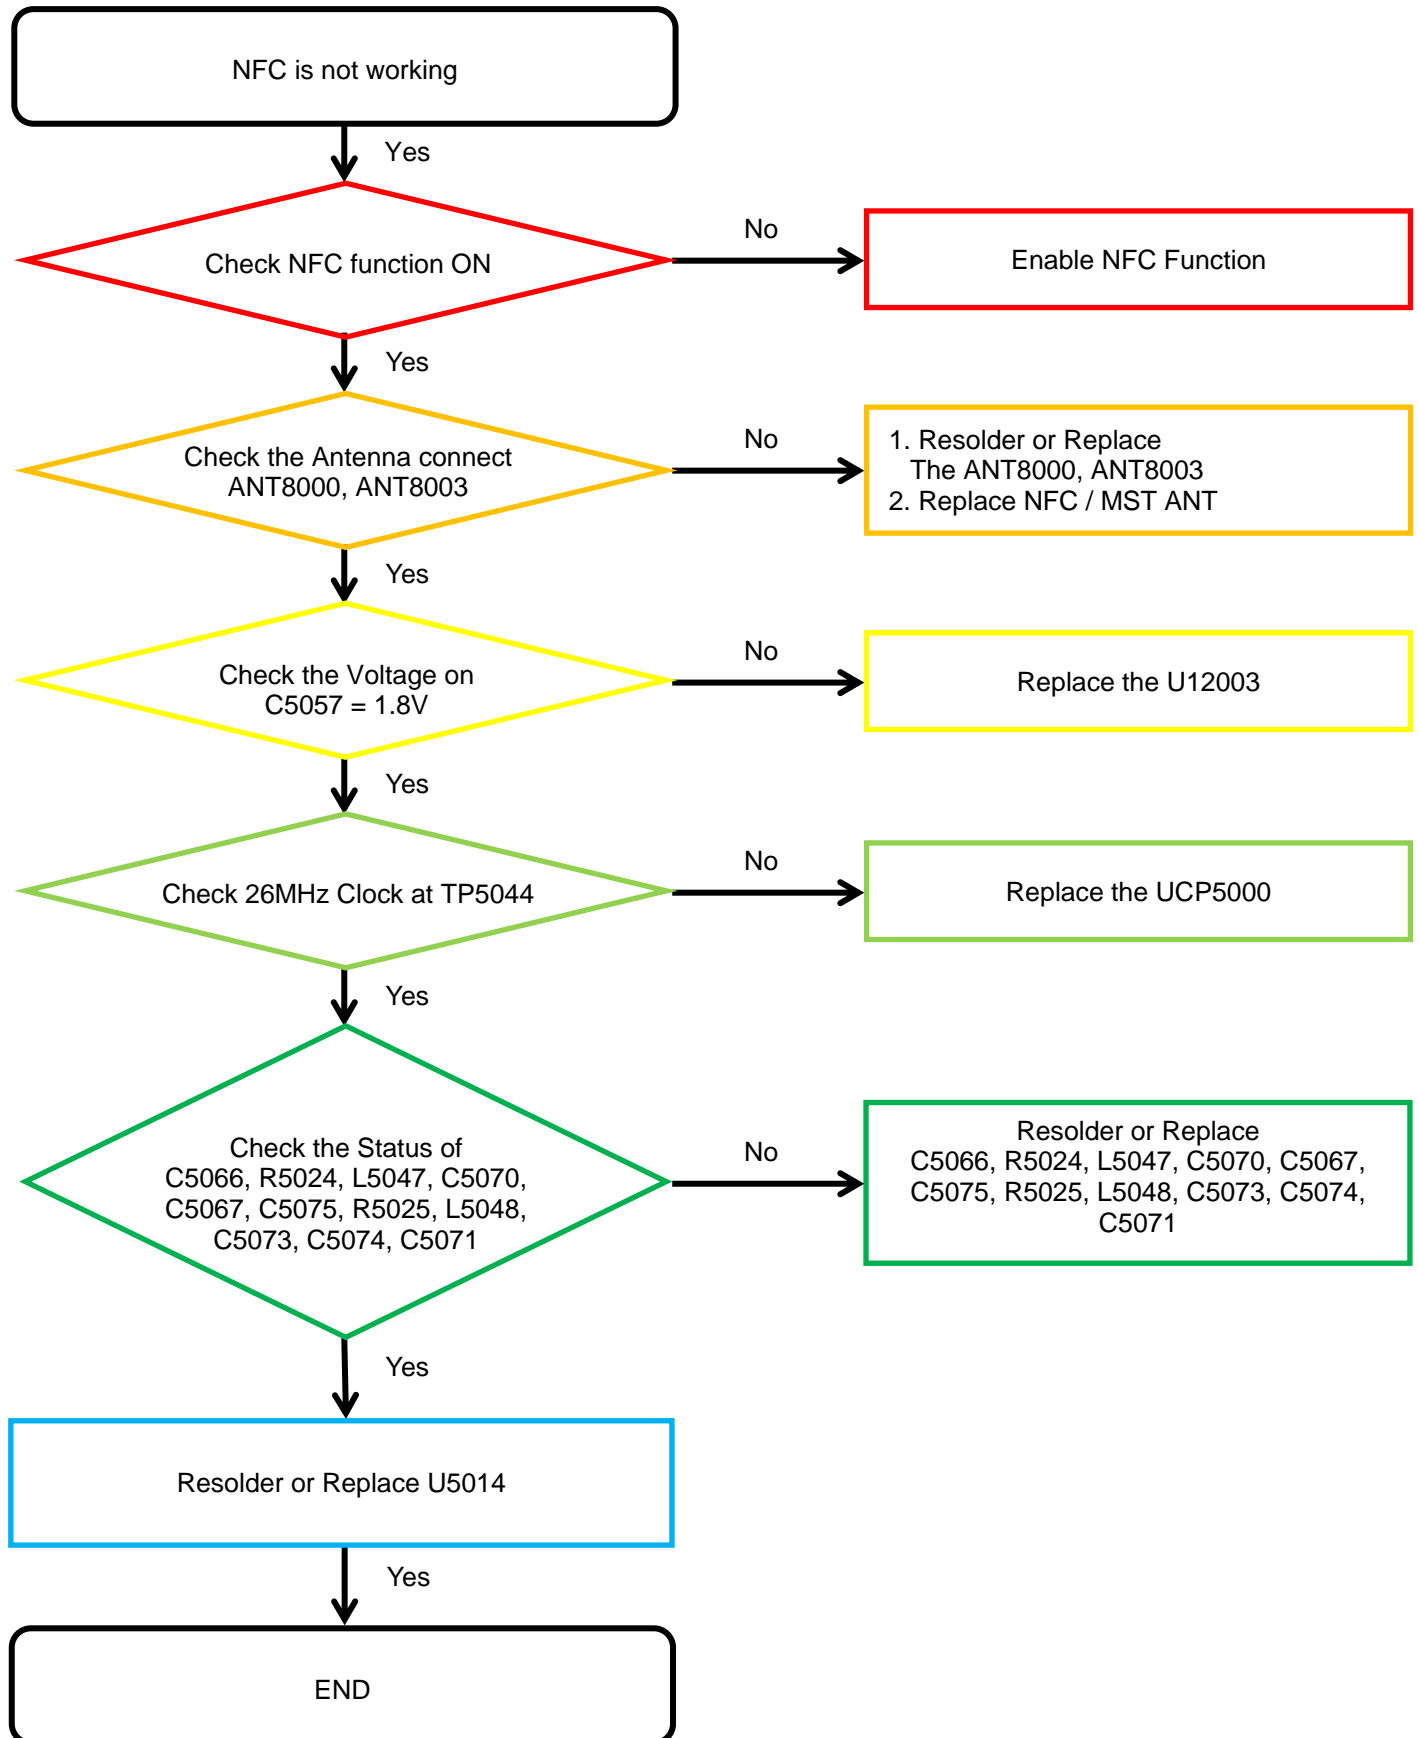 NFC is not working
Yes
Check NFC function ON
No
Enable NFC Function
Yes
Check the Antenna connect
ANT8000, ANT8003
No
1. Resolder or Replace
The ANT8000, ANT8003
2. Replace NFC / MST ANT
Yes
Check the Voltage on
C5057 = 1.8V
No
Replace the U12003
Yes
Check 26MHz Clock at TP5044
No
Replace the UCP5000
Yes
Check the Status of
C5066, R5024, L5047, C5070,
C5067, C5075, R5025, L5048,
C5073, C5074, C5071
No
Resolder or Replace
C5066, R5024, L5047, C5070, C5067,
C5075, R5025, L5048, C5073, C5074,
C5071
Yes
Resolder or Replace U5014
Yes
END